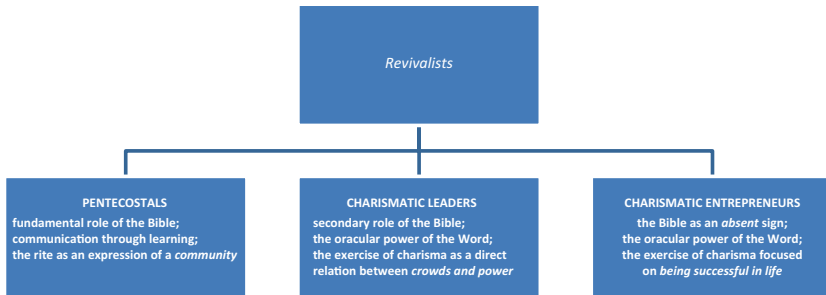 Revivalists
PENTECOSTALS
fundamental role of the Bible;
communication through learning;
the rite as an expression of a community
CHARISMATIC LEADERS
secondary role of the Bible;
the oracular power of the Word;
the exercise of charisma as a direct
relation between crowds and power
CHARISMATIC ENTREPRENEURS
the Bible as an absent sign;
the oracular power of the Word;
the exercise of charisma focused
on being successful in life